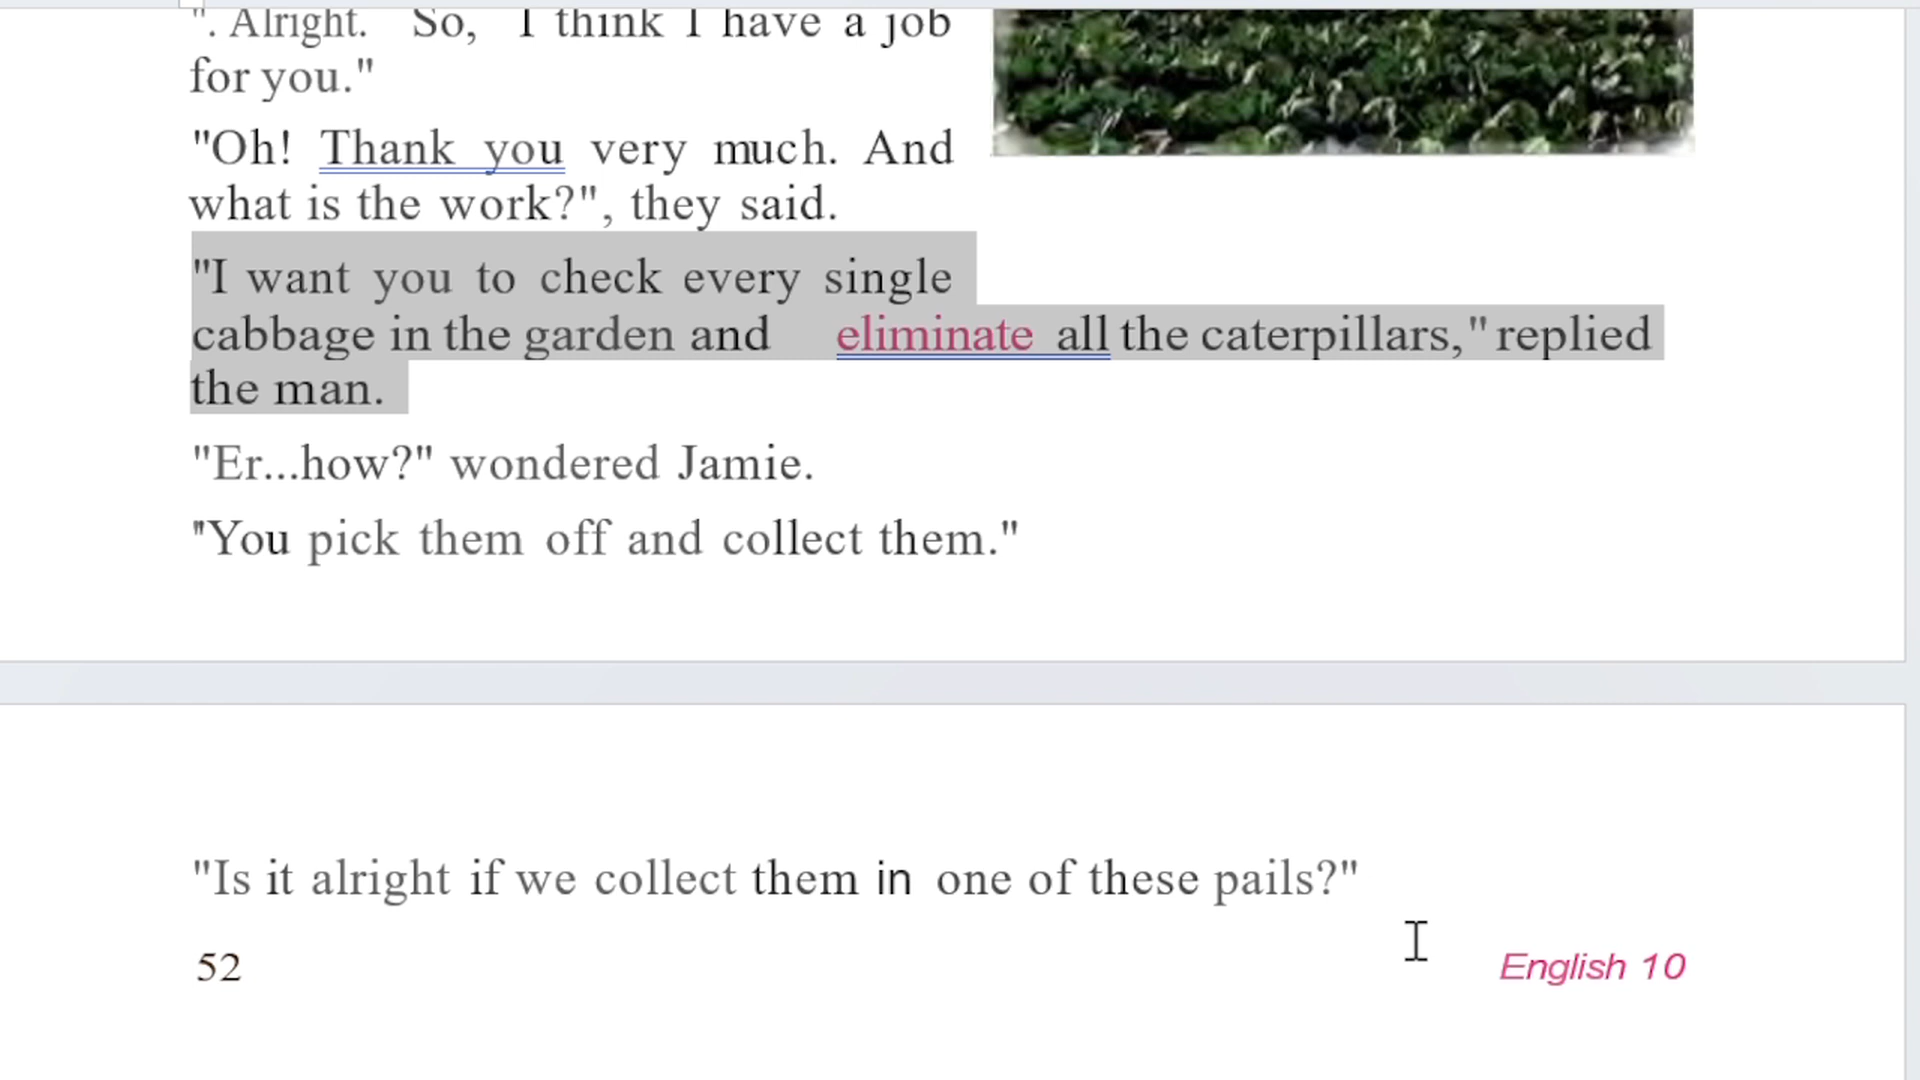 ". Alright. So, I think I have a job
for you."
"Oh! Thank you very much. And
what is the work?", they said.
"I want you to check every single
cabbage in the garden and eliminate all the caterpillars," replied
the man.
"Er...how?" wondered Jamie.
"You pick them off and collect them."
"Is it alright if we collect them in one of these pails?"
52
English 10